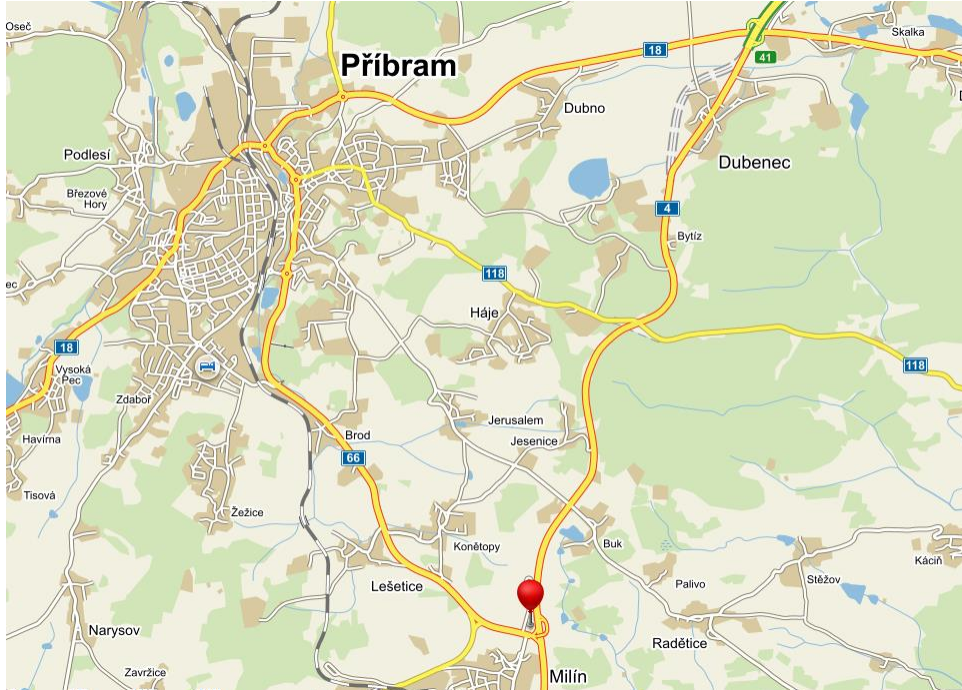 Oseč
Skalka
18
41
Příbram
Dubno
Podlesí
Dubenec
Březové
Hory
4
Bytíz
118
ec
Háje
18
118
Vysoká
Pec
Zdaboř
Jerusalem
Havírna
Brod
Jesenice
66
Tisová
Žežice
Konětopy
Buk
Káciň
Lešetice
Palivo
Stěžov
Narysov
Radětice
Zavržice
Milín